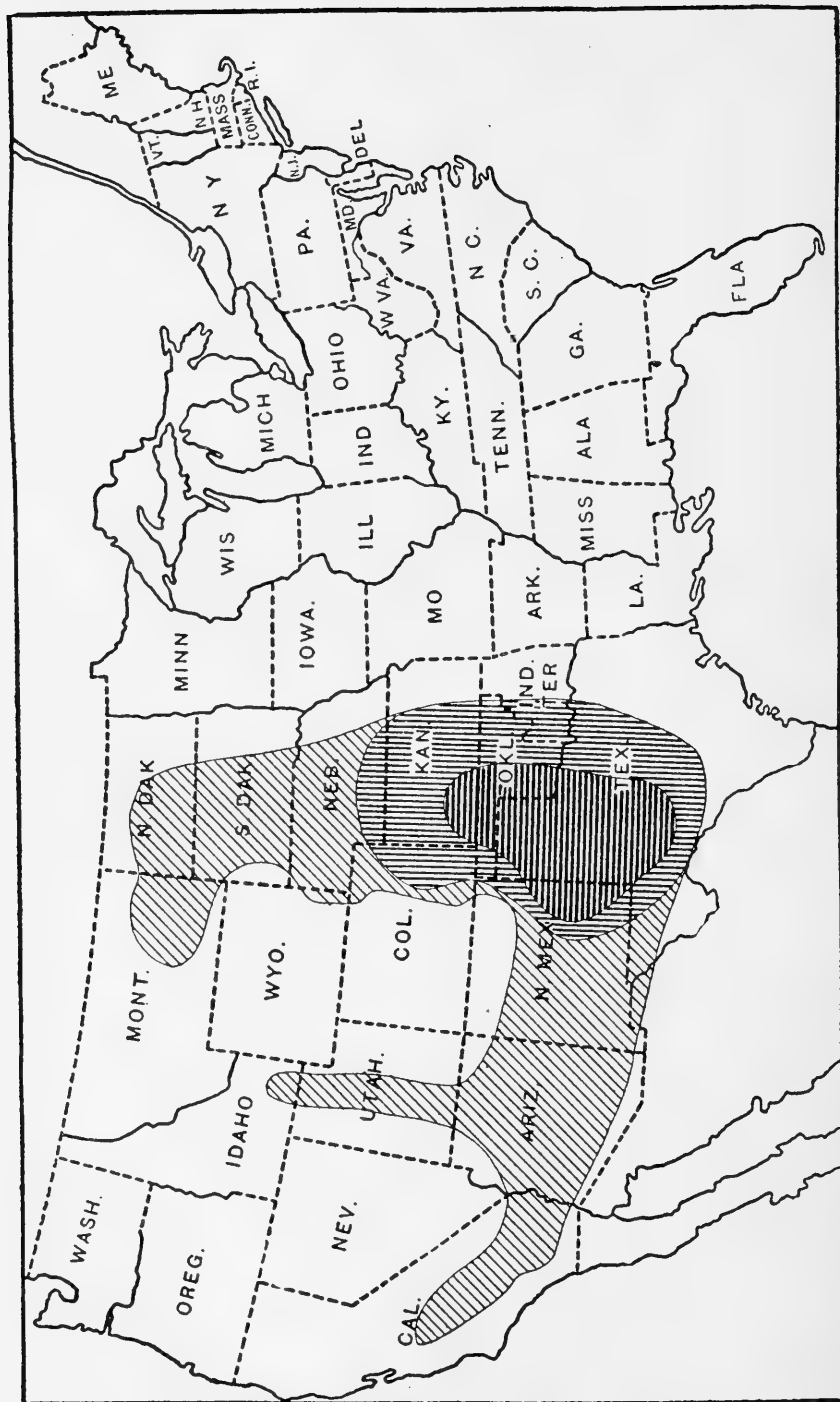 WASH.
OREG.
CAL.
NEV.
IDAHO
MONT.
WYO.
UTAH.
COL.
ARIZ.
N MEX.
N DAK
S DAK
NEB.
KAN.
OKL.
IND.
TER
TEX.
MINN
IOWA.
MO
ARK.
LA.
WIS
ILL
MICH
IND
OHIO
KY.
TENN.
MISS
ALA
GA.
FLA
S. C.
N C.
VA.
W VA.
MD.
DEL
PA.
N.J.
N Y
CONN.
R. I.
MASS
VT.
N H
ME